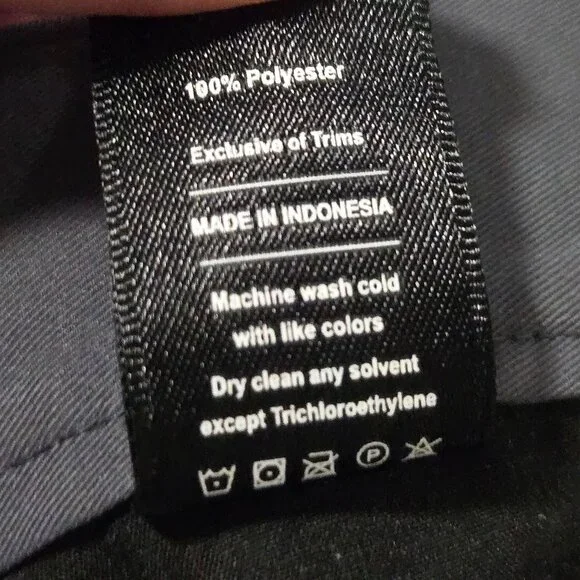 100% Polyester
Exclusive of Trims
MADE IN INDONESIA
Machine wash cold
with like colors
Dry clean any solvent
except Trichloroethylene
P